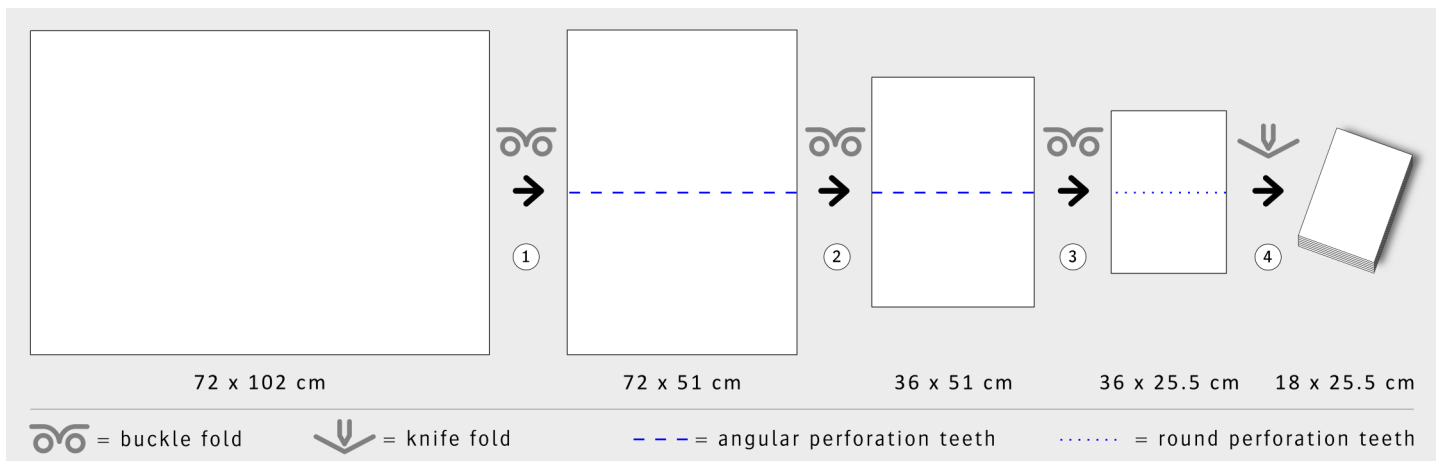 1
2
3
4
72 x 102 cm
72 x 51 cm
36 x 51 cm
36 x 25.5 cm
18 x 25.5 cm
= buckle fold
= knife fold
= angular perforation teeth
= round perforation teeth